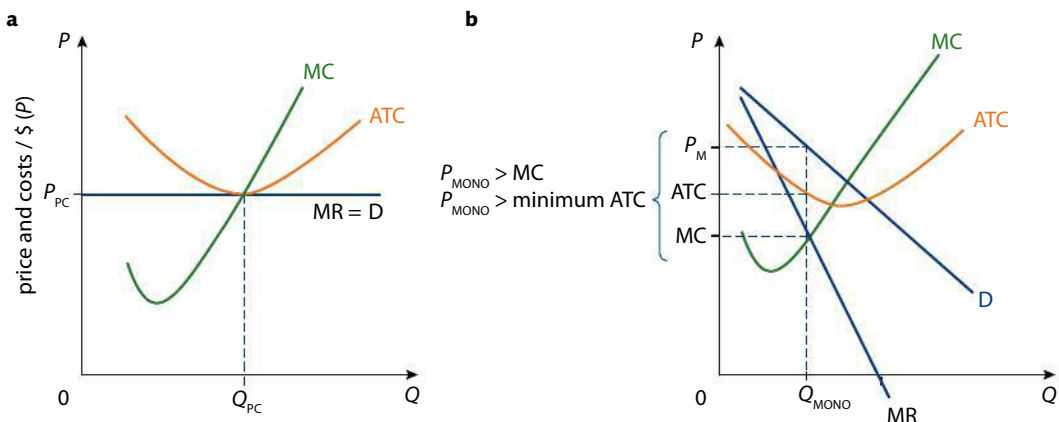 a
P
price and costs / $ (P)
MC
ATC
P_PC
MR = D
0
Q_PC
Q
b
P
MC
ATC
P_MONO > MC
P_MONO > minimum ATC
P_M
ATC
MC
D
0
Q_MONO
MR
Q